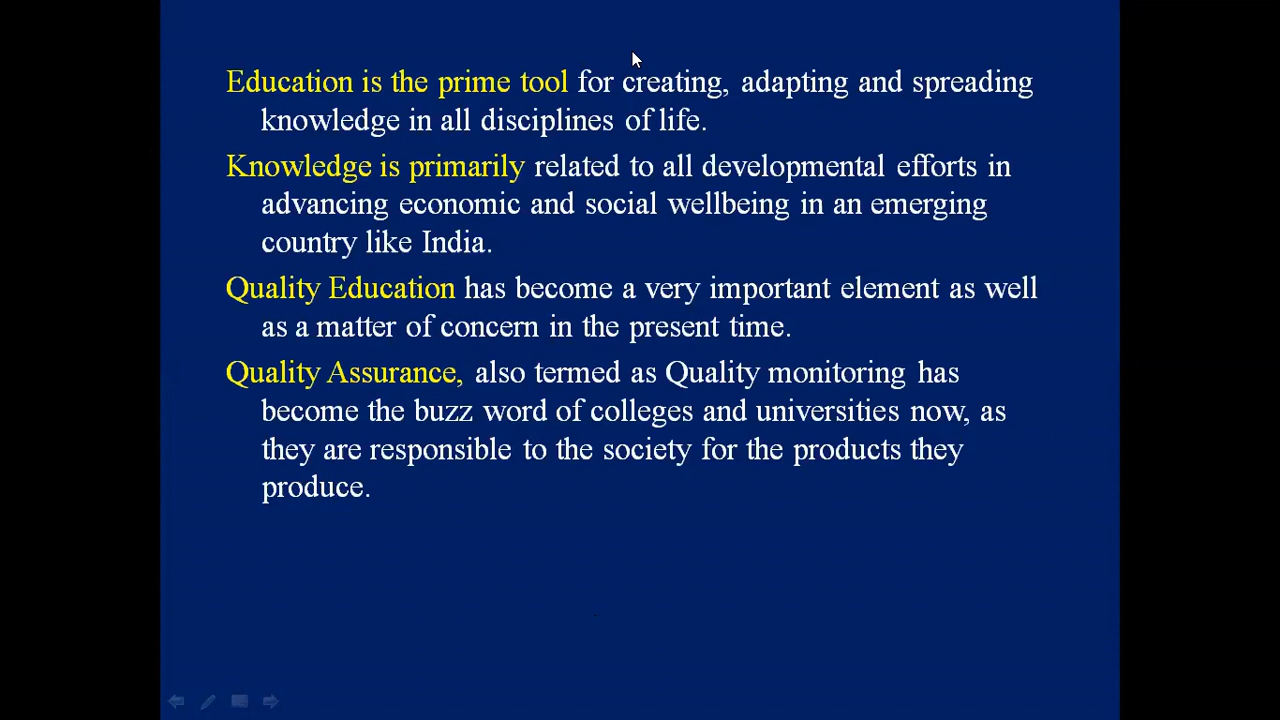 Education is the prime tool for creating, adapting and spreading
knowledge in all disciplines of life.
Knowledge is primarily related to all developmental efforts in
advancing economic and social wellbeing in an emerging
country like India.
Quality Education has become a very important element as well
as a matter of concern in the present time.
Quality Assurance, also termed as Quality monitoring has
become the buzz word of colleges and universities now, as
they are responsible to the society for the products they
produce.